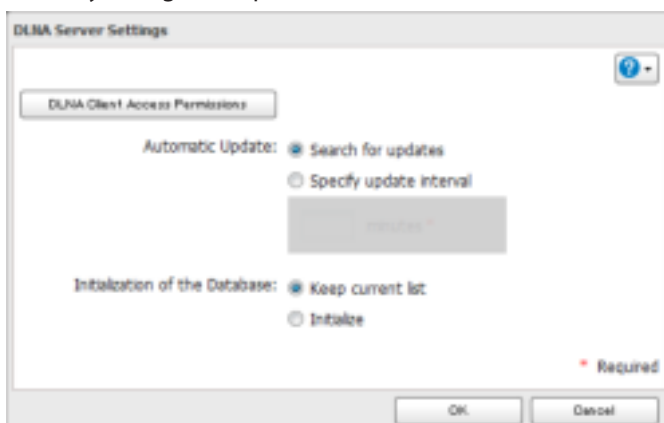 DLNA Server Settings
DLNA Client Access Permissions
Automatic Update: Search for updates
Specify update interval
minutes *
Initialization of the Database: Keep current list
Initialize
* Required
OK Cancel